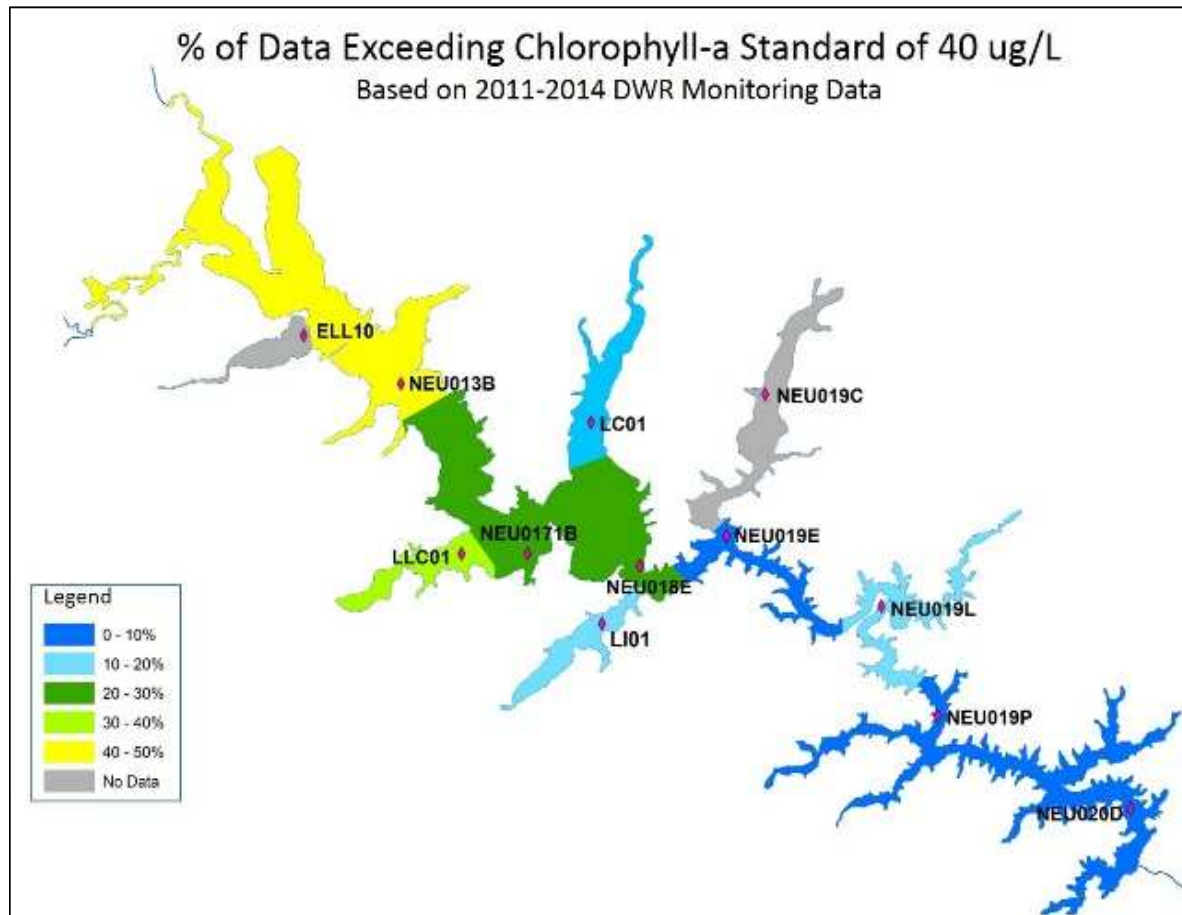 % of Data Exceeding Chlorophyll-a Standard of 40 ug/L
Based on 2011-2014 DWR Monitoring Data
ELL10
NEU013B
NEU019C
LC01
NEU0171B
NEU019E
LLC01
NEU018E
NEU019L
LI01
NEU019P
NEU020D
Legend
0 - 10%
10 - 20%
20 - 30%
30 - 40%
40 - 50%
No Data